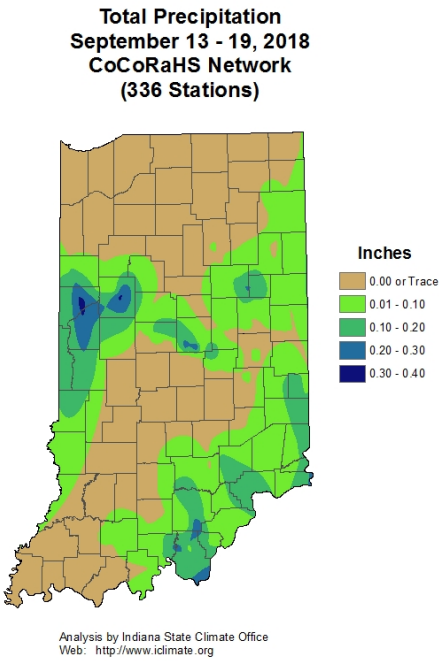 Total Precipitation
September 13 - 19, 2018
CoCoRaHS Network
(336 Stations)
Inches
0.00 or Trace
0.01 - 0.10
0.10 - 0.20
0.20 - 0.30
0.30 - 0.40
Analysis by Indiana State Climate Office
Web: http://www.iclimate.org